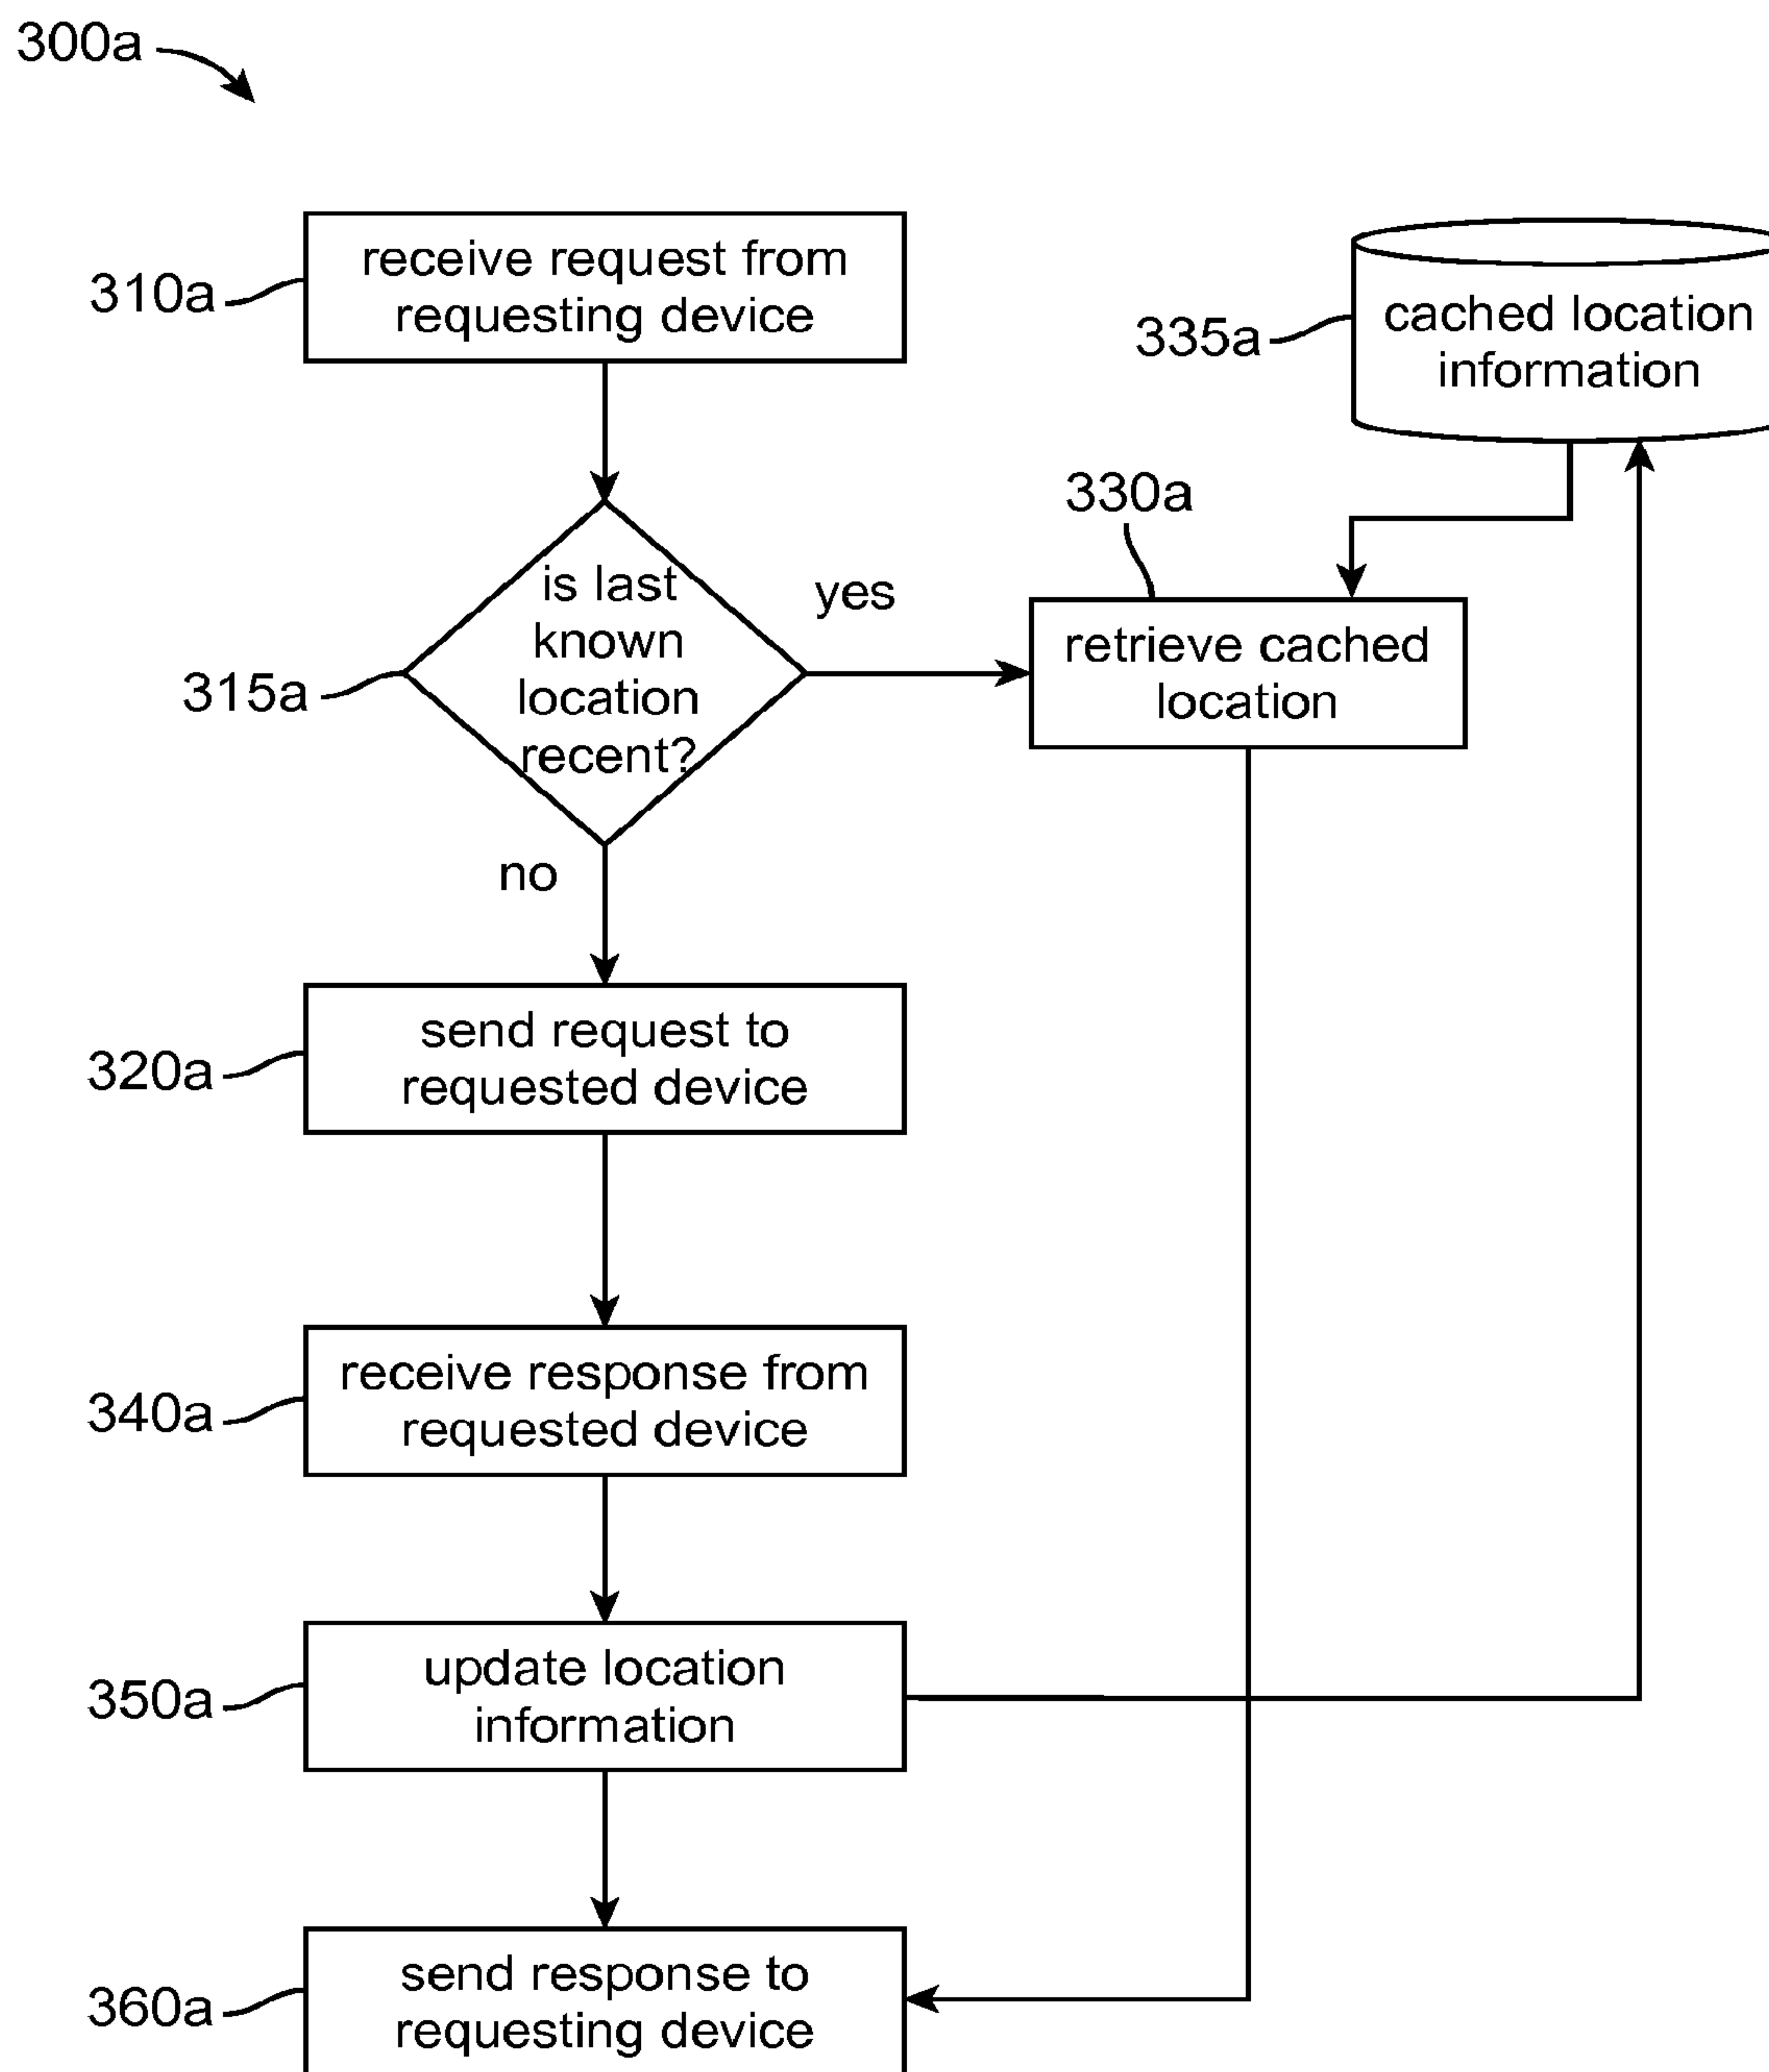 300a
310a
receive request from
requesting device
335a
cached location
information
315a
is last
known
location
recent?
yes
no
330a
retrieve cached
location
320a
send request to
requested device
340a
receive response from
requested device
350a
update location
information
360a
send response to
requesting device